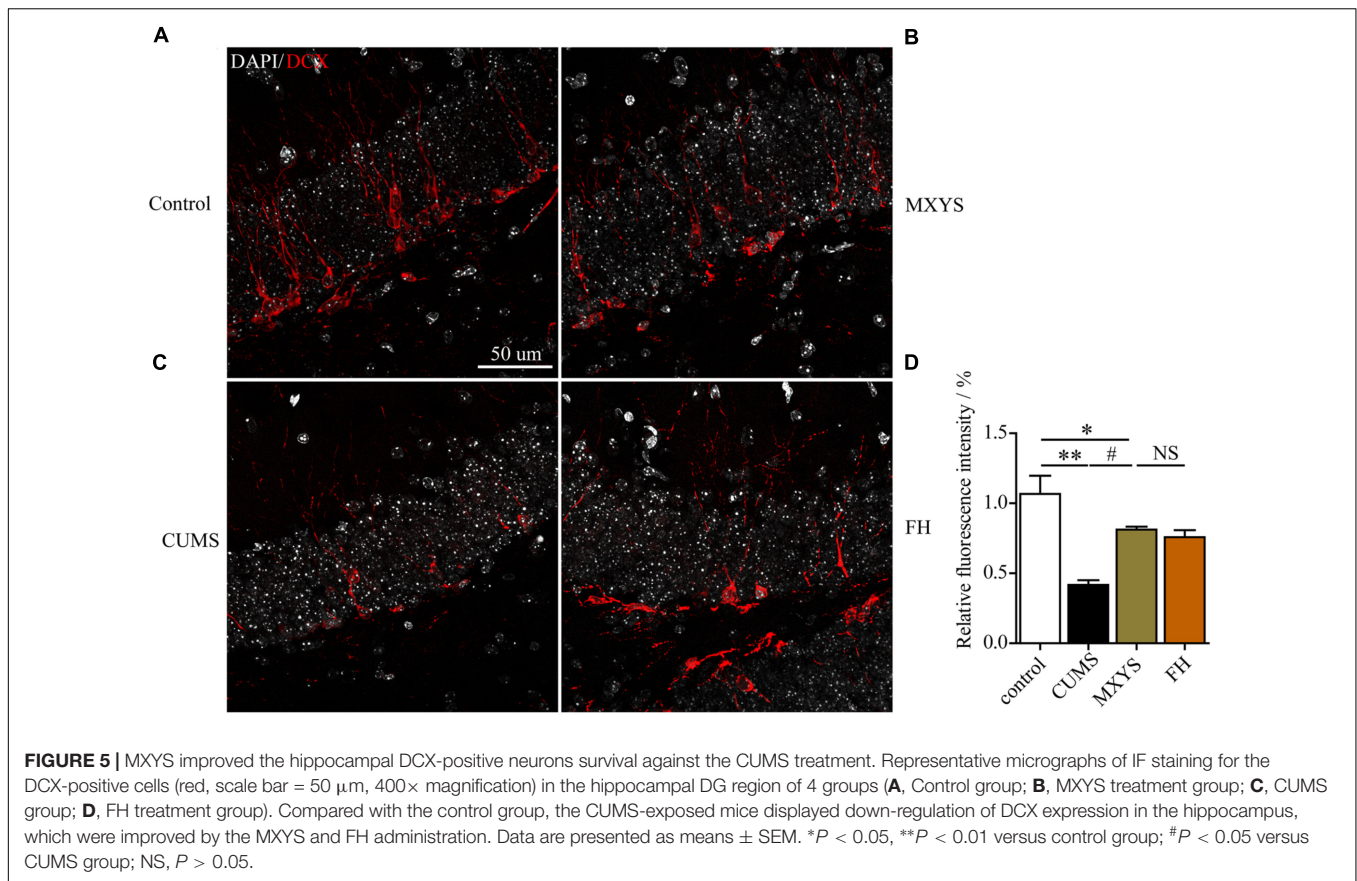 A
B
DAPI/DCX
Control
MXYS
50 um
C
D
CUMS
FH
Relative fluorescence intensity / %
1.5
1.0
0.5
0.0
*
** # NS
control CUMS MXYS FH
FIGURE 5 | MXYS improved the hippocampal DCX-positive neurons survival against the CUMS treatment. Representative micrographs of IF staining for the
DCX-positive cells (red, scale bar = 50 μm, 400× magnification) in the hippocampal DG region of 4 groups (A, Control group; B, MXYS treatment group; C, CUMS
group; D, FH treatment group). Compared with the control group, the CUMS-exposed mice displayed down-regulation of DCX expression in the hippocampus,
which were improved by the MXYS and FH administration. Data are presented as means ± SEM. *P < 0.05, **P < 0.01 versus control group; #P < 0.05 versus
CUMS group; NS, P > 0.05.